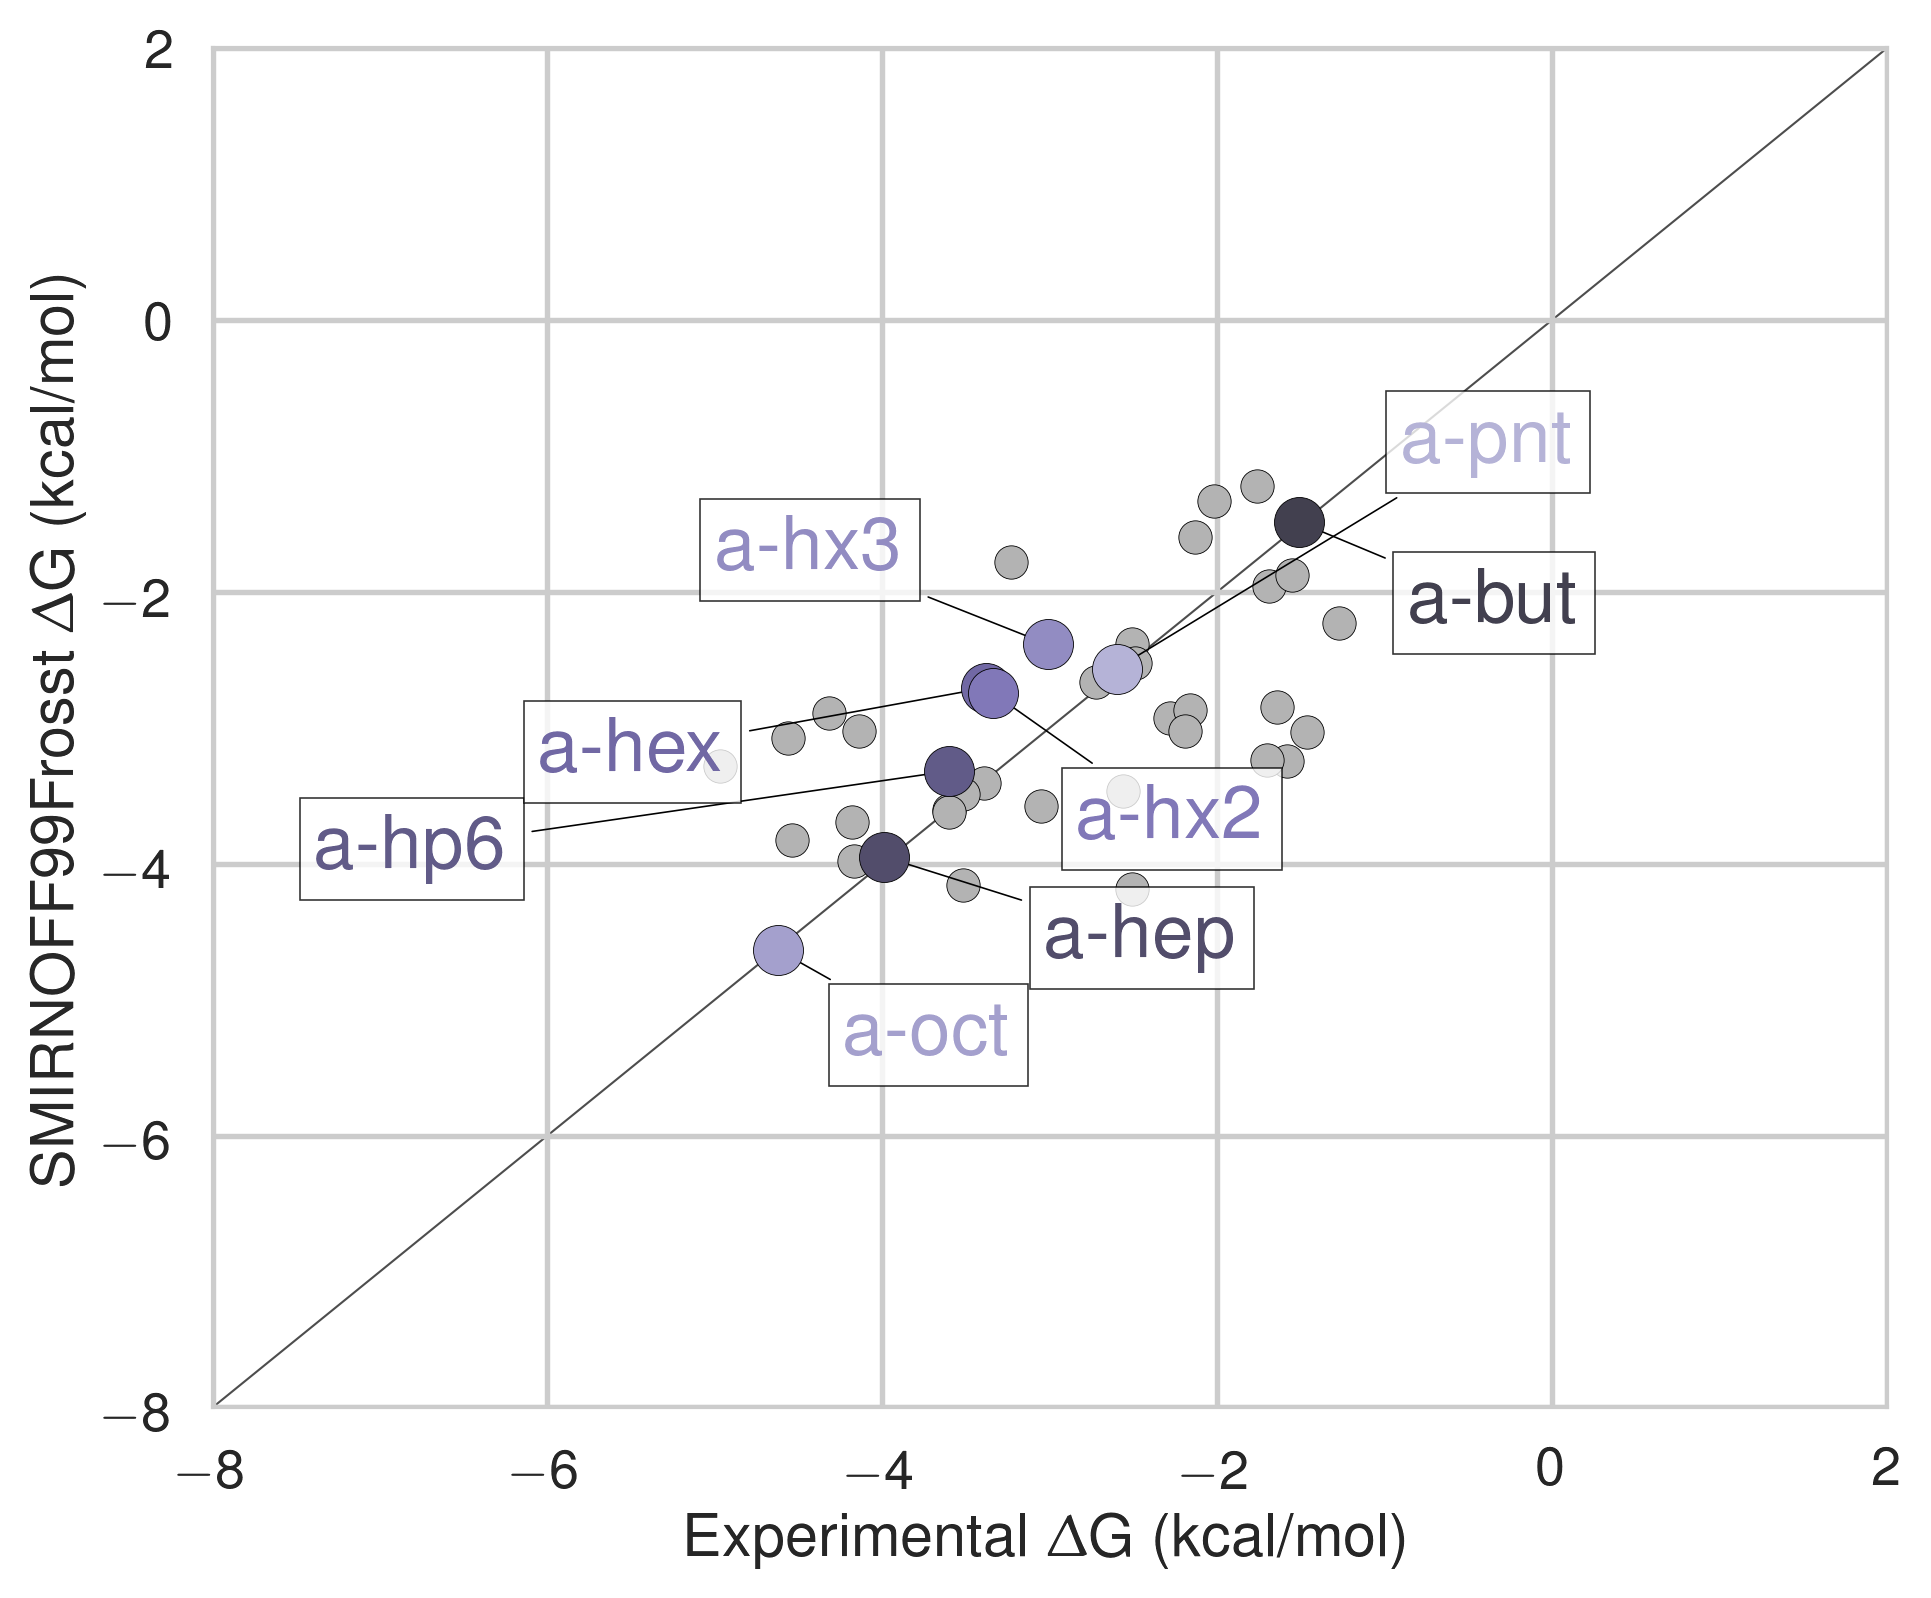 2
0
−2
−4
−6
−8
SMIRNOFF99Frosst ΔG (kcal/mol)
a-pnt
a-hx3
a-but
a-hex
a-hx2
a-hp6
a-hep
a-oct
−8
−6
−4
−2
0
2
Experimental ΔG (kcal/mol)